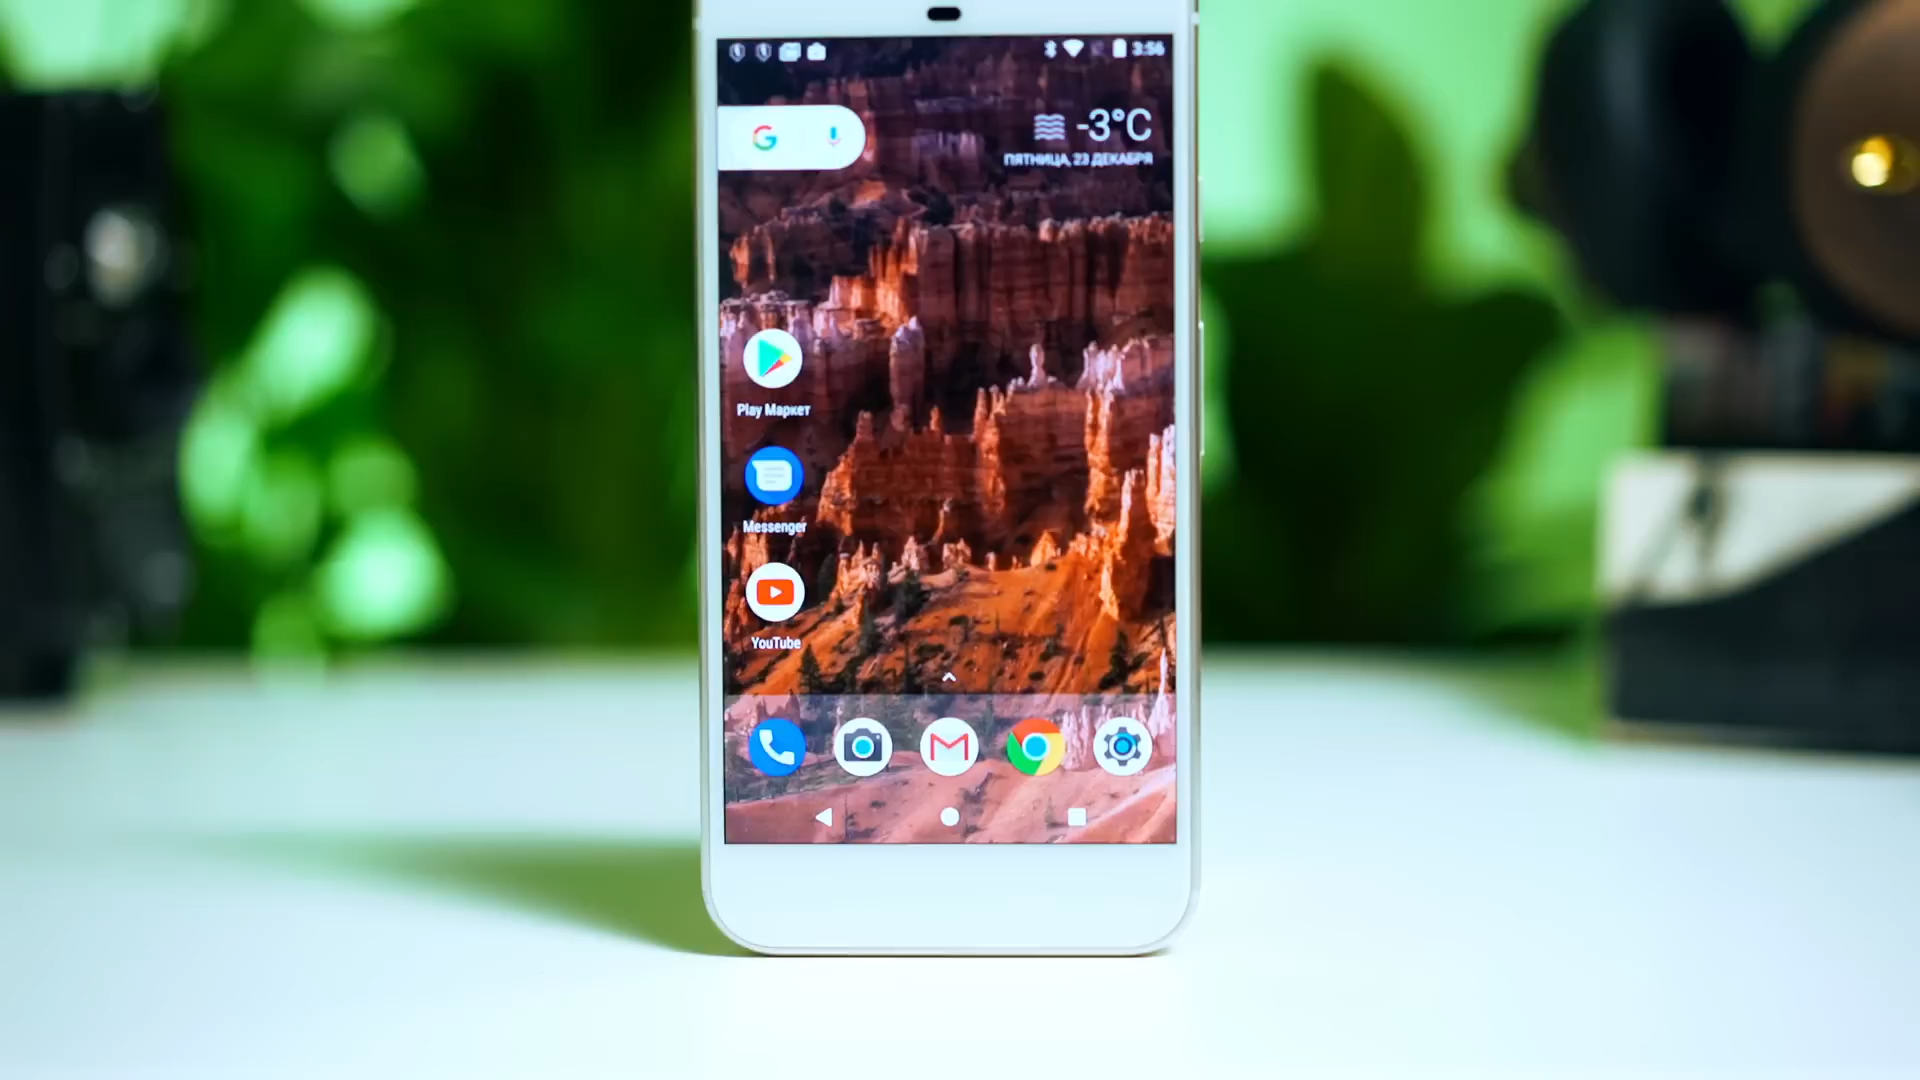 3:56
-3°C
ПЯТНИЦА, 23 ДЕКАБРЯ
Play Маркет
Messenger
YouTube